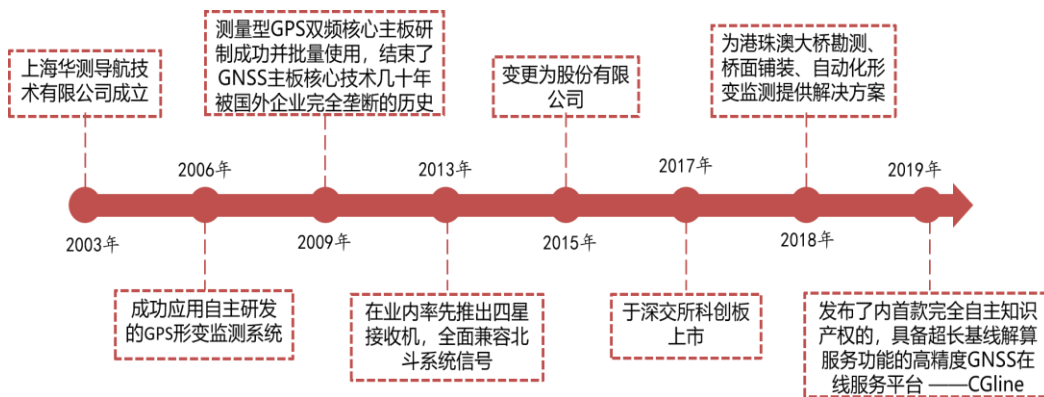 上海华测导航技
术有限公司成立
测量型GPS双频核心主板研
制成功并批量使用，结束了
GNSS主板核心技术几十年
被国外企业完全垄断的历史
变更为股份有限
公司
为港珠澳大桥勘测、
桥面铺装、自动化形
变监测提供解决方案
2006年
2013年
2017年
2019年
2003年
2009年
2015年
2018年
成功应用自主研发
的GPS形变监测系统
在业内率先推出四星
接收机，全面兼容北
斗系统信号
于深交所科创板
上市
发布了内首款完全自主知识
产权的，具备超长基线解算
服务功能的高精度GNSS在
线服务平台 ——CGline